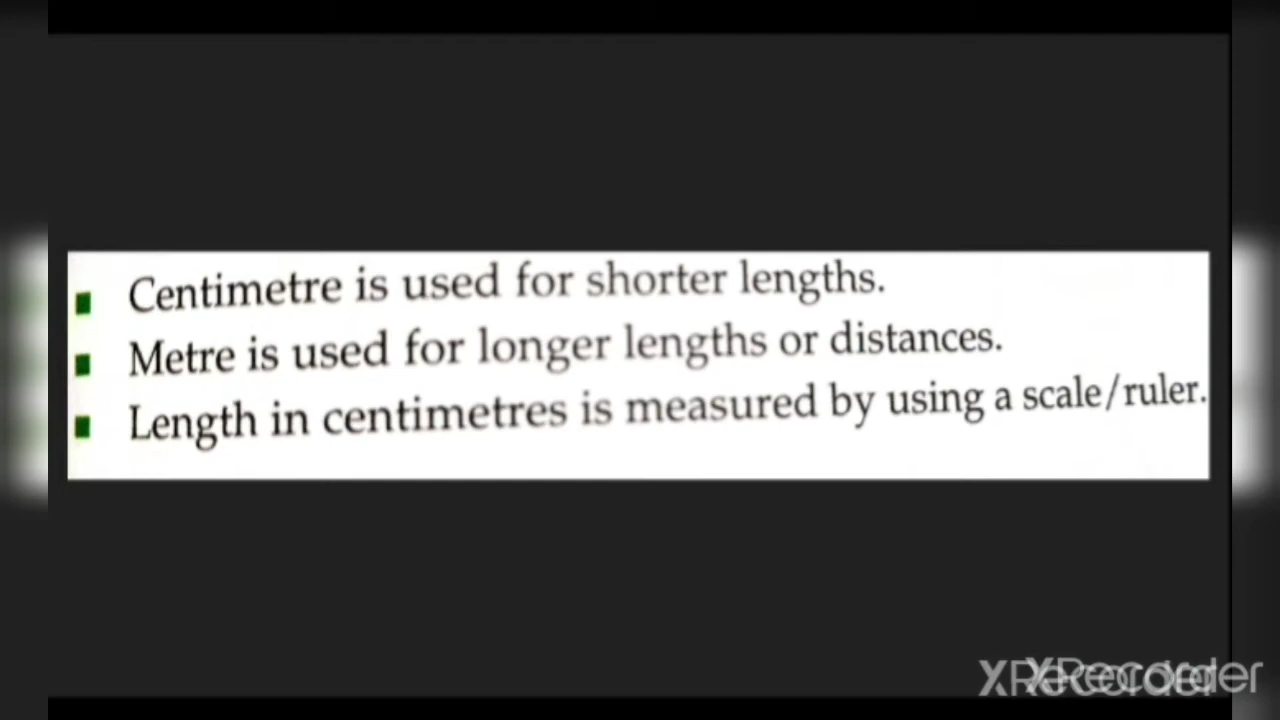 Centimetre is used for shorter lengths.
Metre is used for longer lengths or distances.
Length in centimetres is measured by using a scale/ruler.
XRecorder
XRecorder